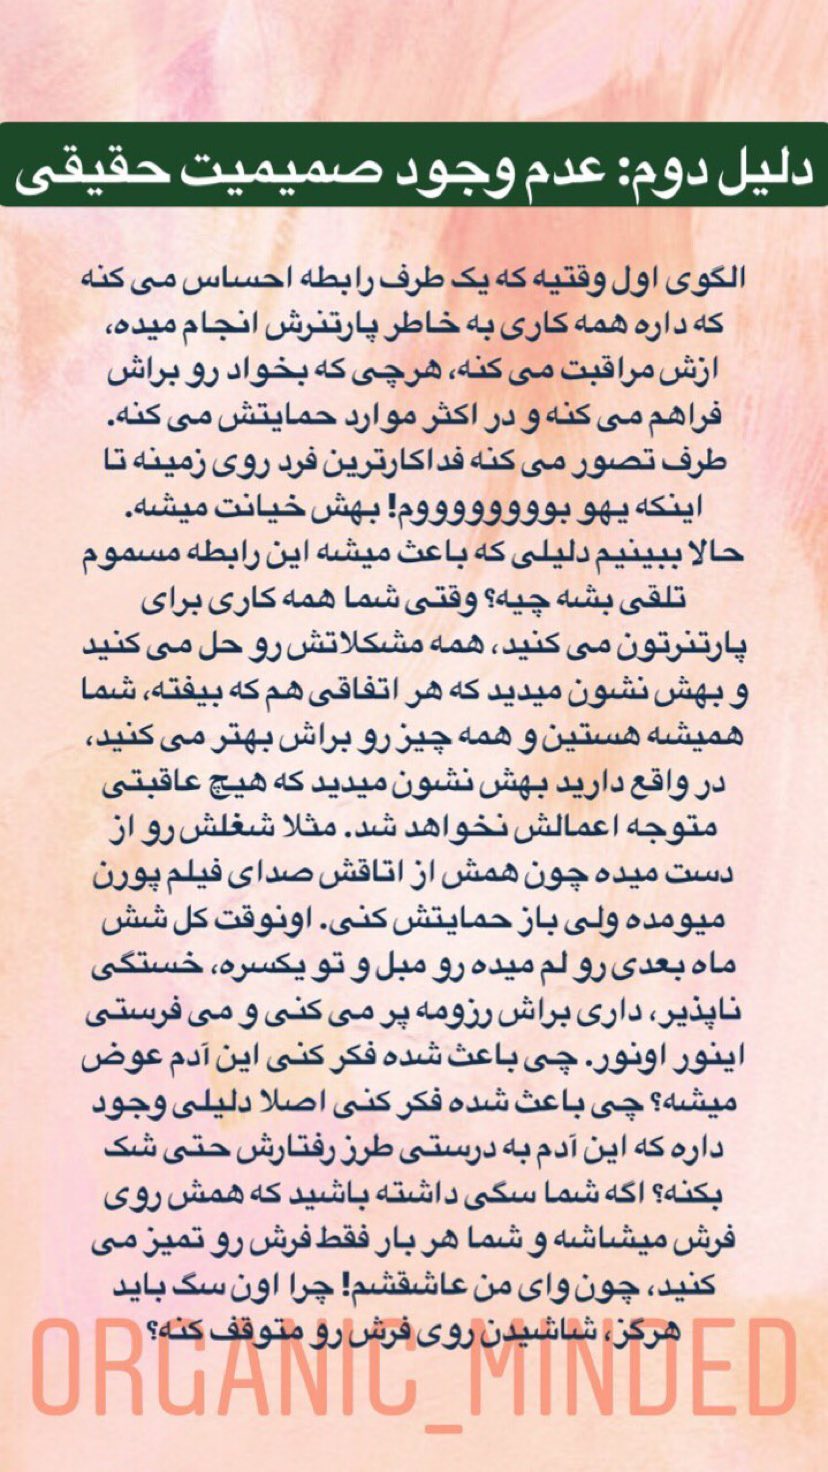 دلیل دوم: عدم وجود صمیمیت حقیقی
الگوی اول وقتیه که یک طرف رابطه احساس می کنه
که داره همه کاری به خاطر پارتنرش انجام میده،
ازش مراقبت می کنه، هرچی که بخواد رو براش
فراهم می کنه و در اکثر موارد حمایتش می کنه.
طرف تصور می کنه فداکارترین فرد روی زمینه تا
اینکه یهو بوووووووووم! بهش خیانت میشه.
حالا ببینیم دلیلی که باعث میشه این رابطه مسموم
تلقی بشه چیه؟ وقتی شما همه کاری برای
پارتنرتون می کنید، همه مشکلاتش رو حل می کنید
و بهش نشون میدید که هر اتفاقی هم که بیفته، شما
همیشه هستین و همه چیز رو براش بهتر می کنید،
در واقع دارید بهش نشون میدید که هیچ عاقبتی
متوجه اعمالش نخواهد شد. مثلا شغلش رو از
دست میده چون همش از اتاقش صدای فیلم پورن
میومده ولی باز حمایتش کنی. اونوقت کل شش
ماه بعدی رو لم میده رو مبل و تو یکسره، خستگی
ناپذیر، داری براش رزومه پر می کنی و می فرستی
اینور اونور. چی باعث شده فکر کنی این آدم عوض
میشه؟ چی باعث شده فکر کنی اصلا دلیلی وجود
داره که این آدم به درستی طرز رفتارش حتی شک
بکنه؟ اگه شما سگی داشته باشید که همش روی
فرش میشاشه و شما هر بار فقط فرش رو تمیز می
کنید، چون وای من عاشقشم! چرا اون سگ باید
هرگز، شاشیدن روی فرش رو متوقف کنه؟
ORGANIC_MINDED